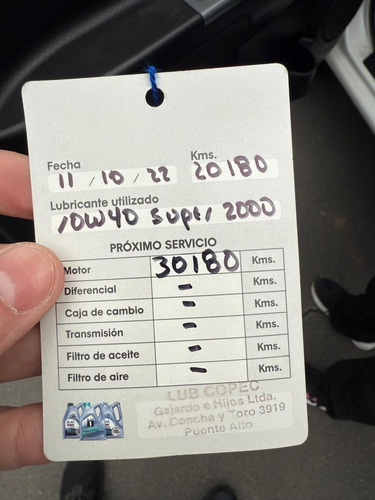 Fecha Kms.
11 / 10 / 22 20180
Lubricante utilizado
10W40 super 2000
PRÓXIMO SERVICIO
Motor 30180 Kms.
Diferencial - Kms.
Caja de cambio - Kms.
Transmisión - Kms.
Filtro de aceite - Kms.
Filtro de aire - Kms.
LUB COPEC
Gajardo e Hijos Ltda.
Av. Concha y Toro 3919
Puente Alto